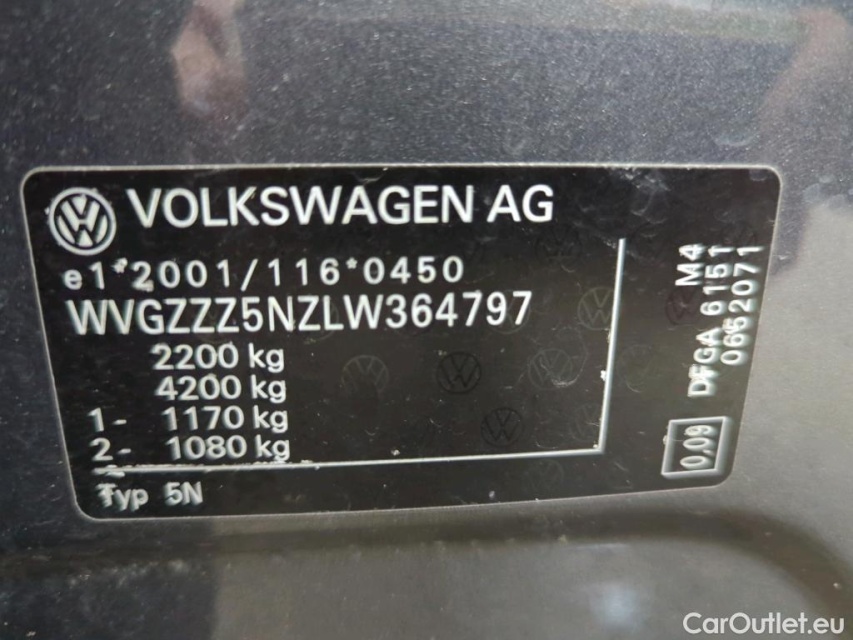 VOLKSWAGEN AG
e1*2001/116*0450
WVGZZZ5NZLW364797
2200 kg
4200 kg
1- 1170 kg
2- 1080 kg
Typ 5N
M4
DFGA 6151
0652071
0,09
CarOutlet.eu